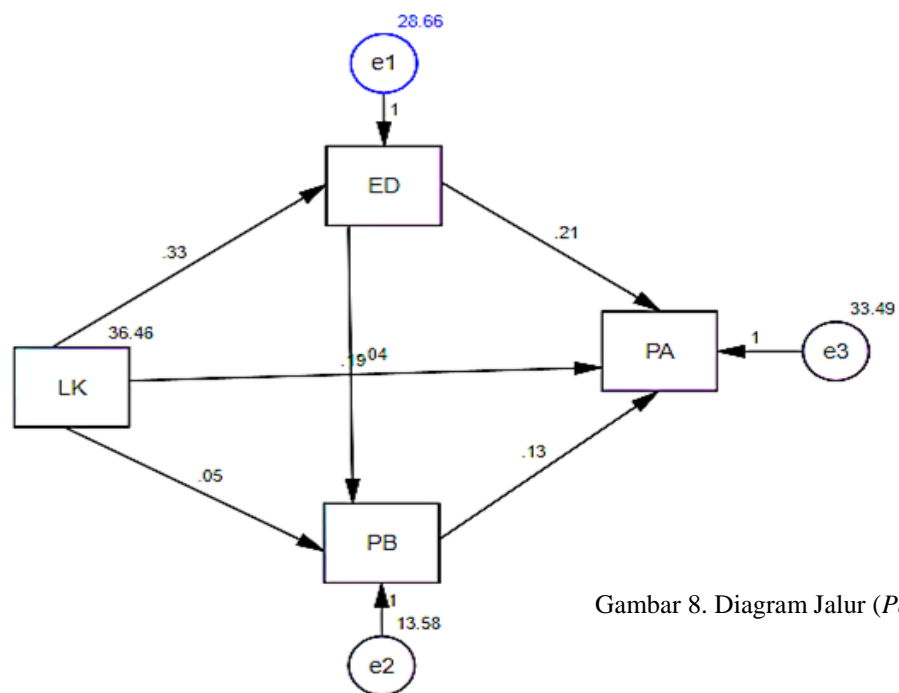 28.66
e1
1
ED
.33
.21
36.46
33.49
LK
.19
.04
PA
1
e3
.05
.13
PB
1
13.58
e2
Gambar 8. Diagram Jalur (